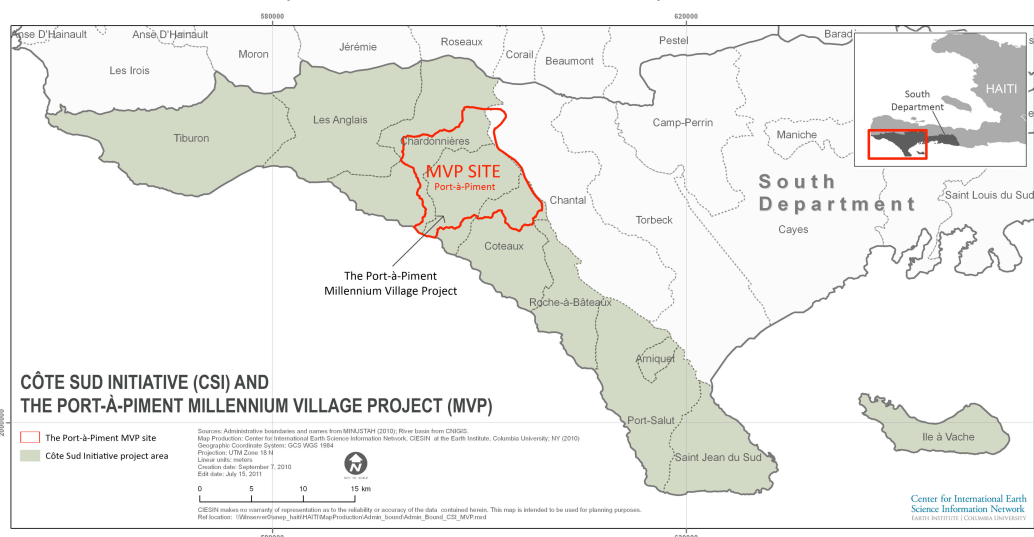 580000
620000
Anse D'Hainault
Anse D'Hainault
Moron
Jérémie
Roseaux
Corail
Beaumont
Pestel
Les Irois
Tiburon
Les Anglais
Chardonnières
MVP SITE
Port-à-Piment
Camp-Perrin
Maniche
HAITI
South
Department
South
Department
Saint Louis du Sud
Chantal
Torbeck
Cayes
Coteaux
The Port-à-Piment
Millennium Village Project
Roche-à-Bâteaux
Arniquet
Port-Salut
Saint Jean du Sud
Ile à Vache
CÔTE SUD INITIATIVE (CSI) AND
THE PORT-À-PIMENT MILLENNIUM VILLAGE PROJECT (MVP)
The Port-à-Piment MVP site
Côte Sud Initiative project area
Sources: Administrative boundaries and names from MINUSTAH (2010); River basin from CNIGIS.
Map Production: Center for International Earth Science Information Network, CIESIN at the Earth Institute, Columbia University; NY (2010)
Geographic Coordinate System: GCS WGS 1984
Projection: UTM Zone 18 N
Linear units: meters
Creation date: September 7, 2010
Edit date: July 15, 2011
0 5 10 15 km
CIESIN makes no warranty of representation as to the reliability or accuracy of the data contained herein. This map is intended to be used for planning purposes.
Center for International Earth
Science Information Network
EARTH INSTITUTE | COLUMBIA UNIVERSITY